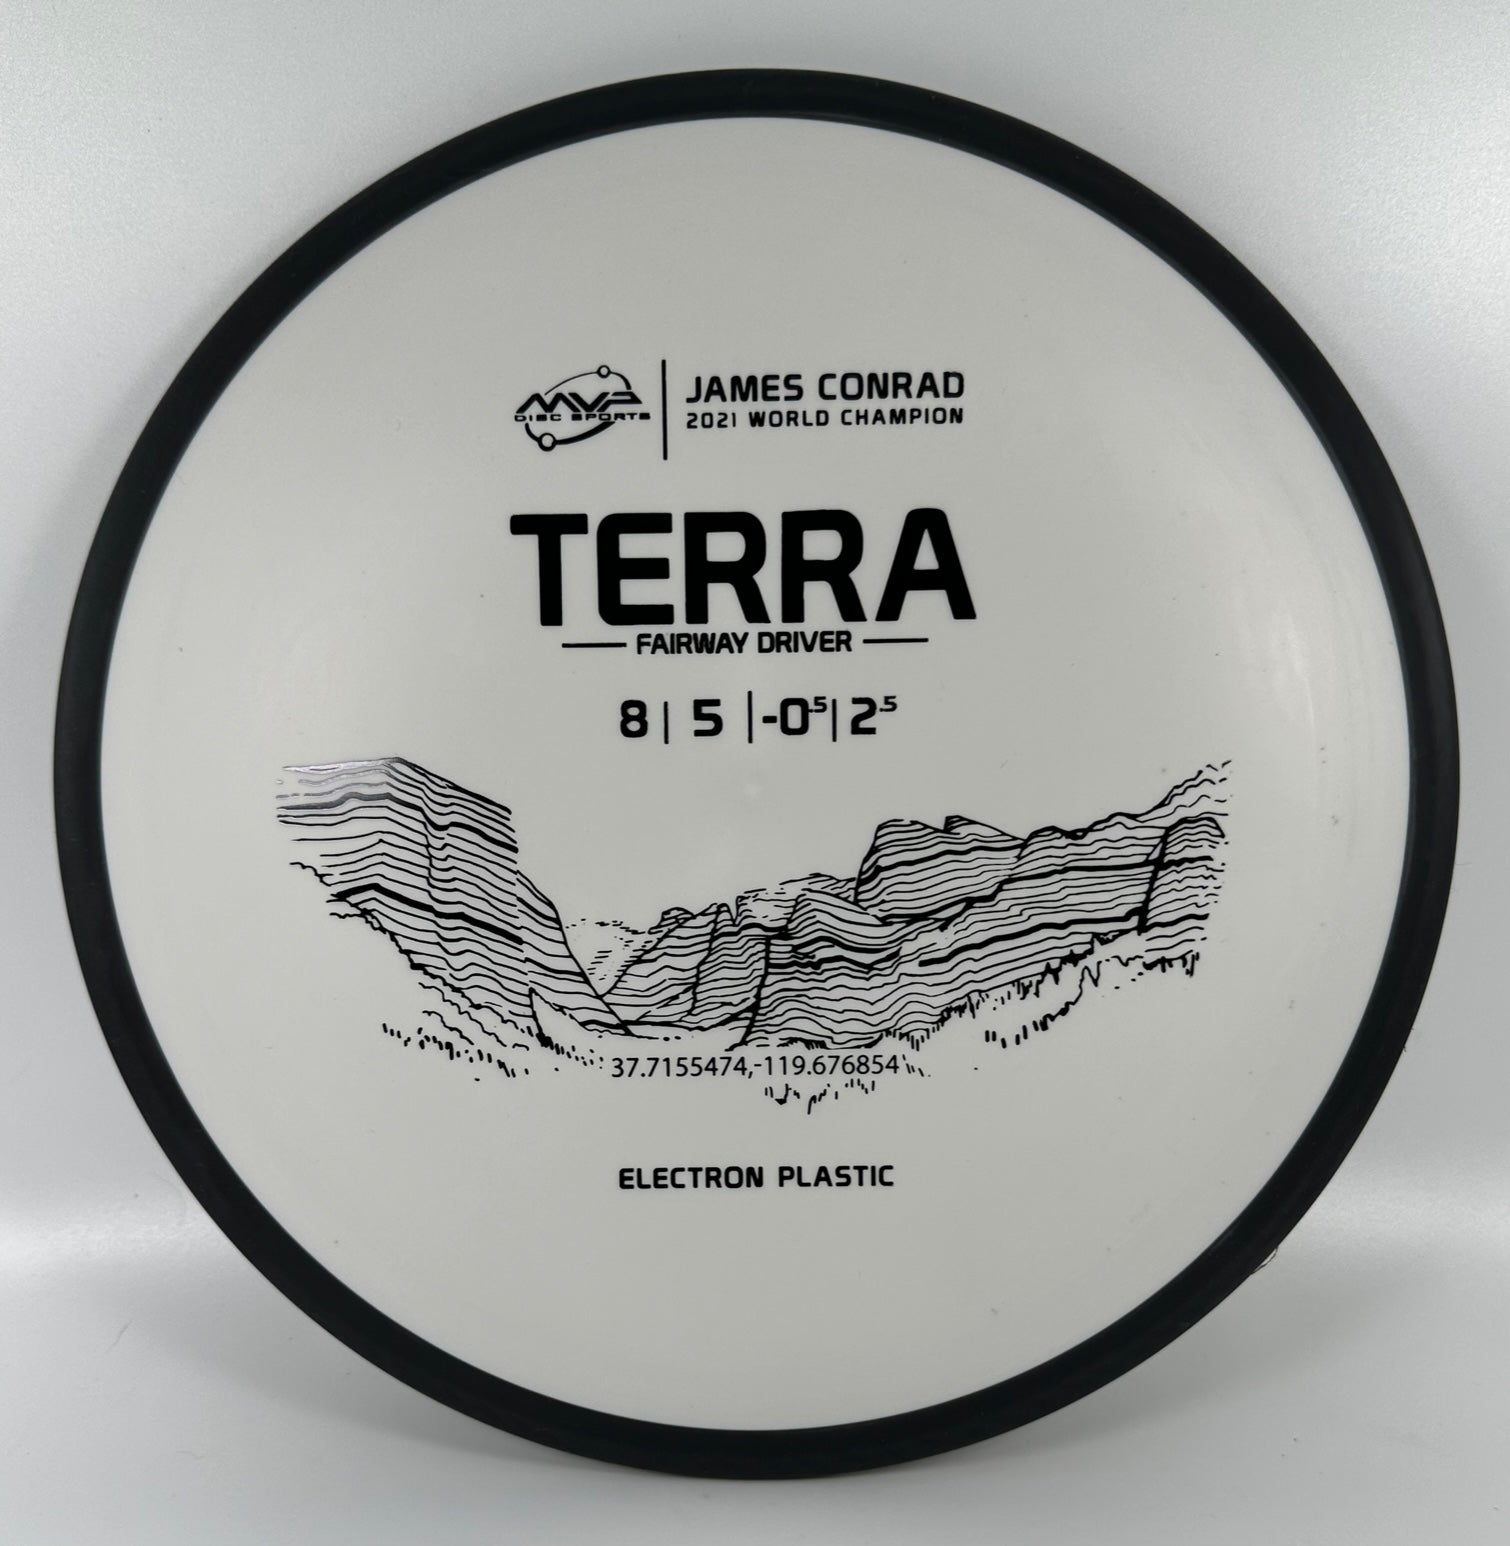 MVP
DISC SPORTS
JAMES CONRAD
2021 WORLD CHAMPION
TERRA
FAIRWAY DRIVER
8 | 5 | -0.5 | 2.5
37.7155474,-119.676854
ELECTRON PLASTIC